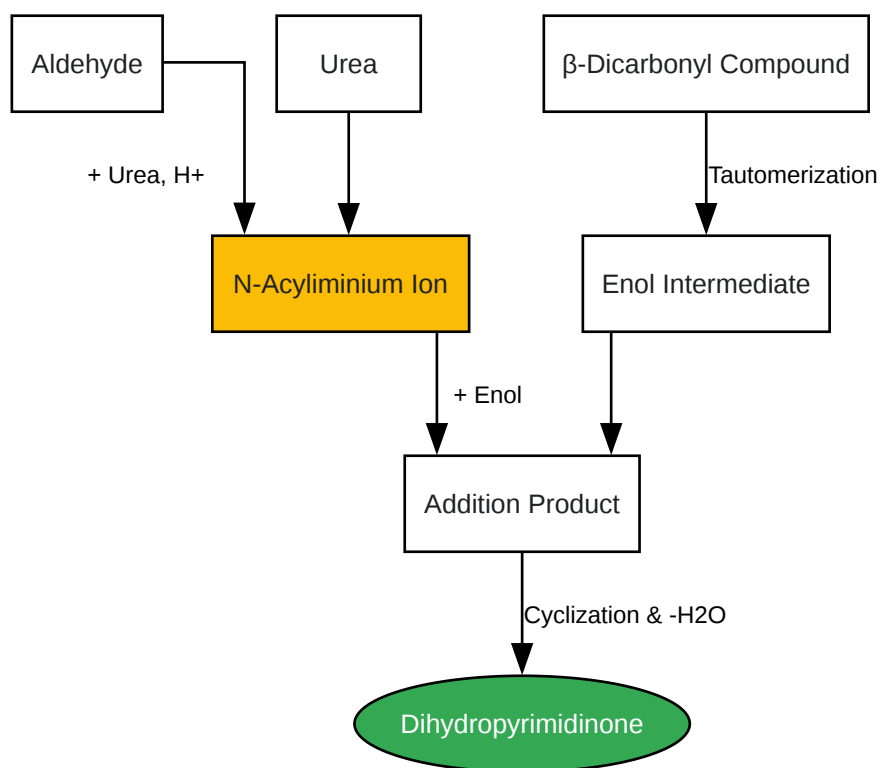 Aldehyde
Urea
β-Dicarbonyl Compound
+ Urea, H+
Tautomerization
N-Acyliminium Ion
Enol Intermediate
+ Enol
Addition Product
Cyclization & -H2O
Dihydropyrimidinone